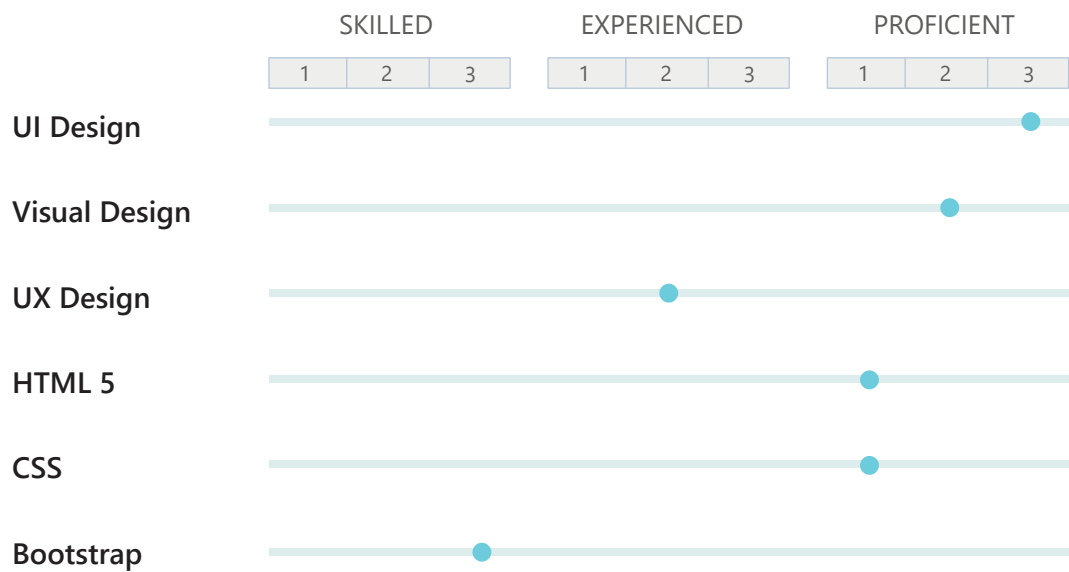 SKILLED EXPERIENCED PROFICIENT
1 2 3 1 2 3 1 2 3
UI Design
Visual Design
UX Design
HTML 5
CSS
Bootstrap